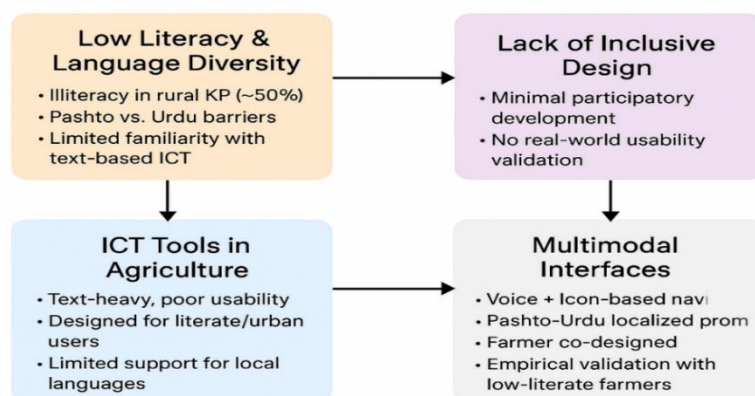 Low Literacy &
Language Diversity
• Illiteracy in rural KP (~50%)
• Pashto vs. Urdu barriers
• Limited familiarity with
text-based ICT
Lack of Inclusive
Design
• Minimal participatory
development
• No real-world usability
validation
ICT Tools in
Agriculture
• Text-heavy, poor usability
• Designed for literate/urban
users
• Limited support for local
languages
Multimodal
Interfaces
• Voice + Icon-based
• Pashto-Urdu localized
• Farmer co-designed
• Empirical validation with
low-literate farmers